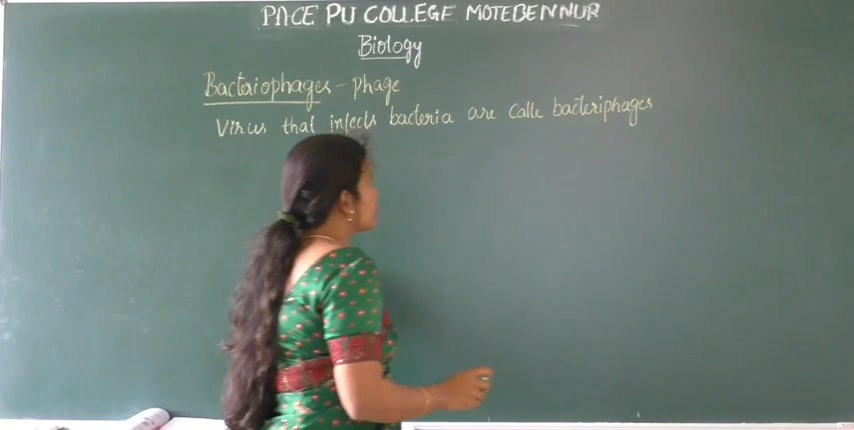 PACE PU COLLEGE MOTEBENNUR
Biology
Bacteriophages - phage
Virus that infects bacteria are calle bacteriphages